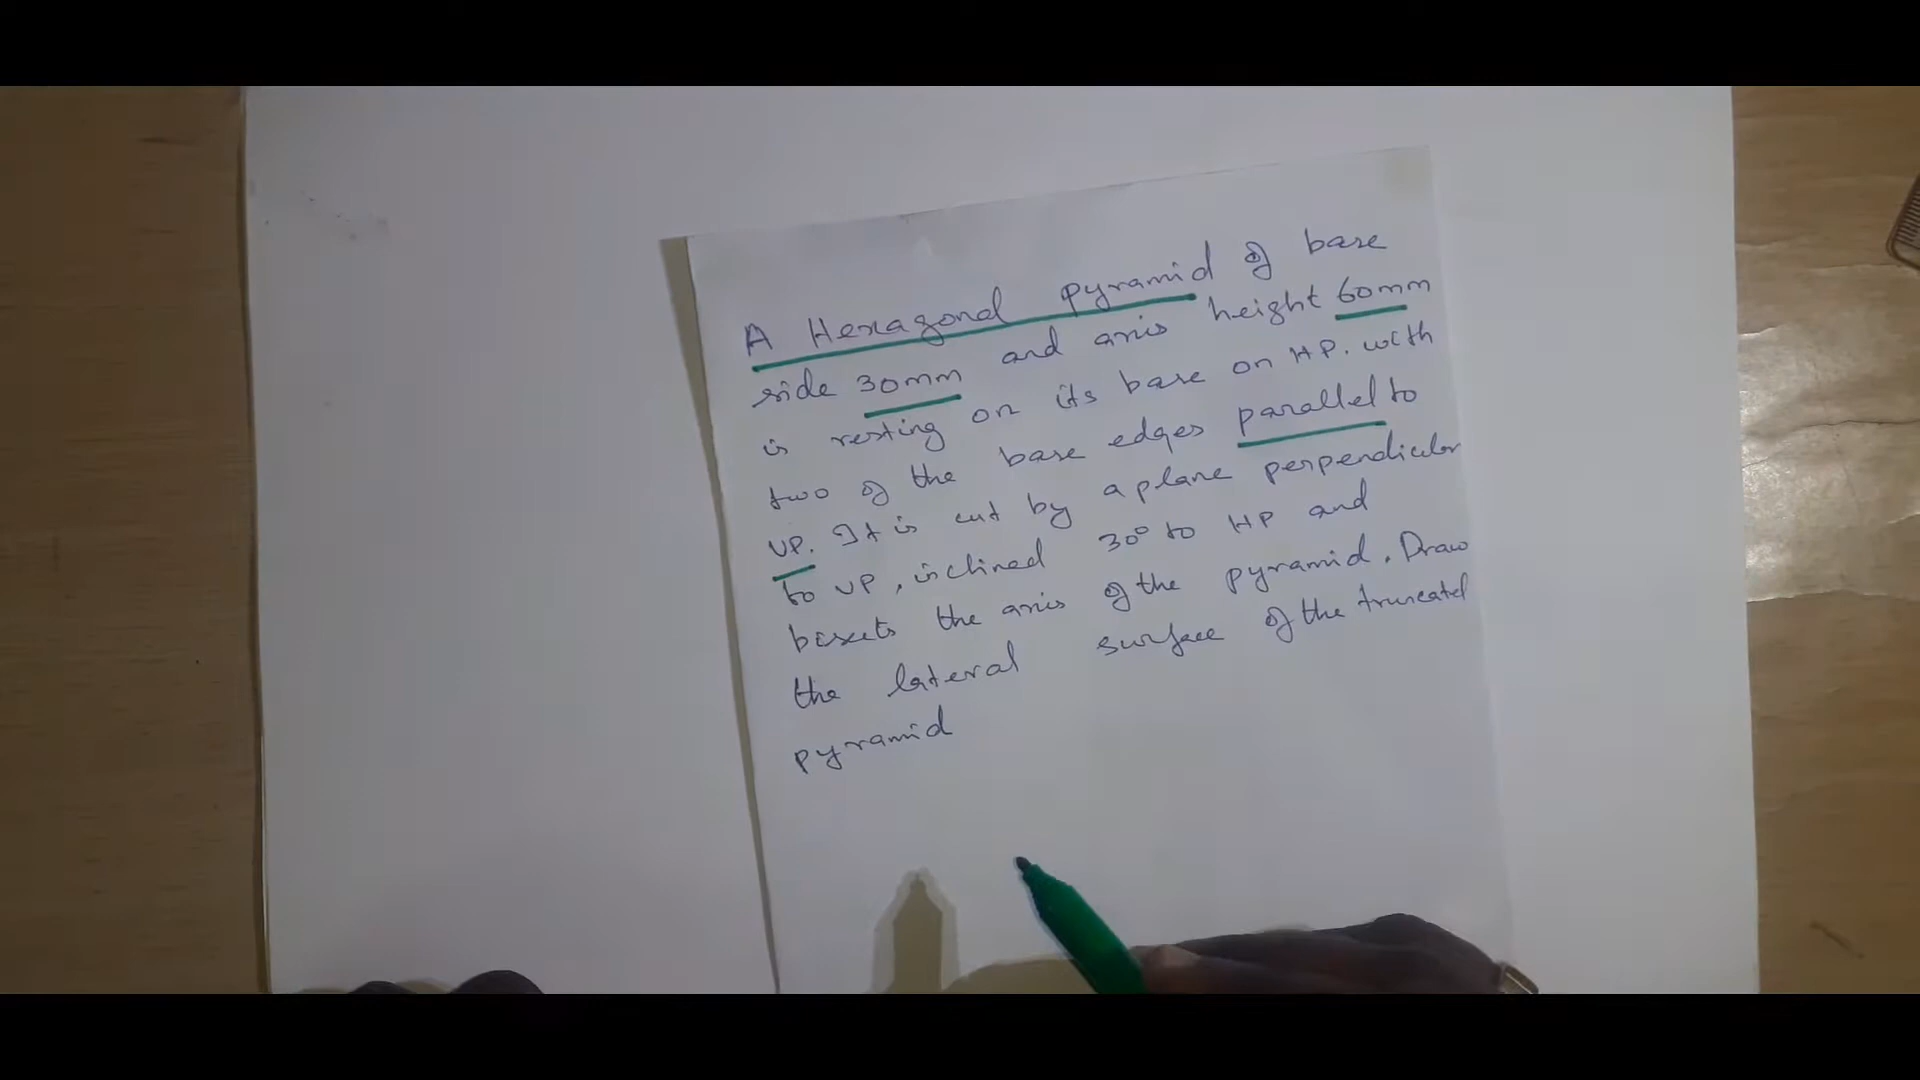 A Hexagonal pyramid of base
side 30mm and axis height 60mm
is resting on its base on HP. with
two of the base edges parallel to
VP. It is cut by a plane perpendicular
to VP, inclined 30° to HP and
bisects the axis of the pyramid. Draw
the lateral surface of the truncated
pyramid